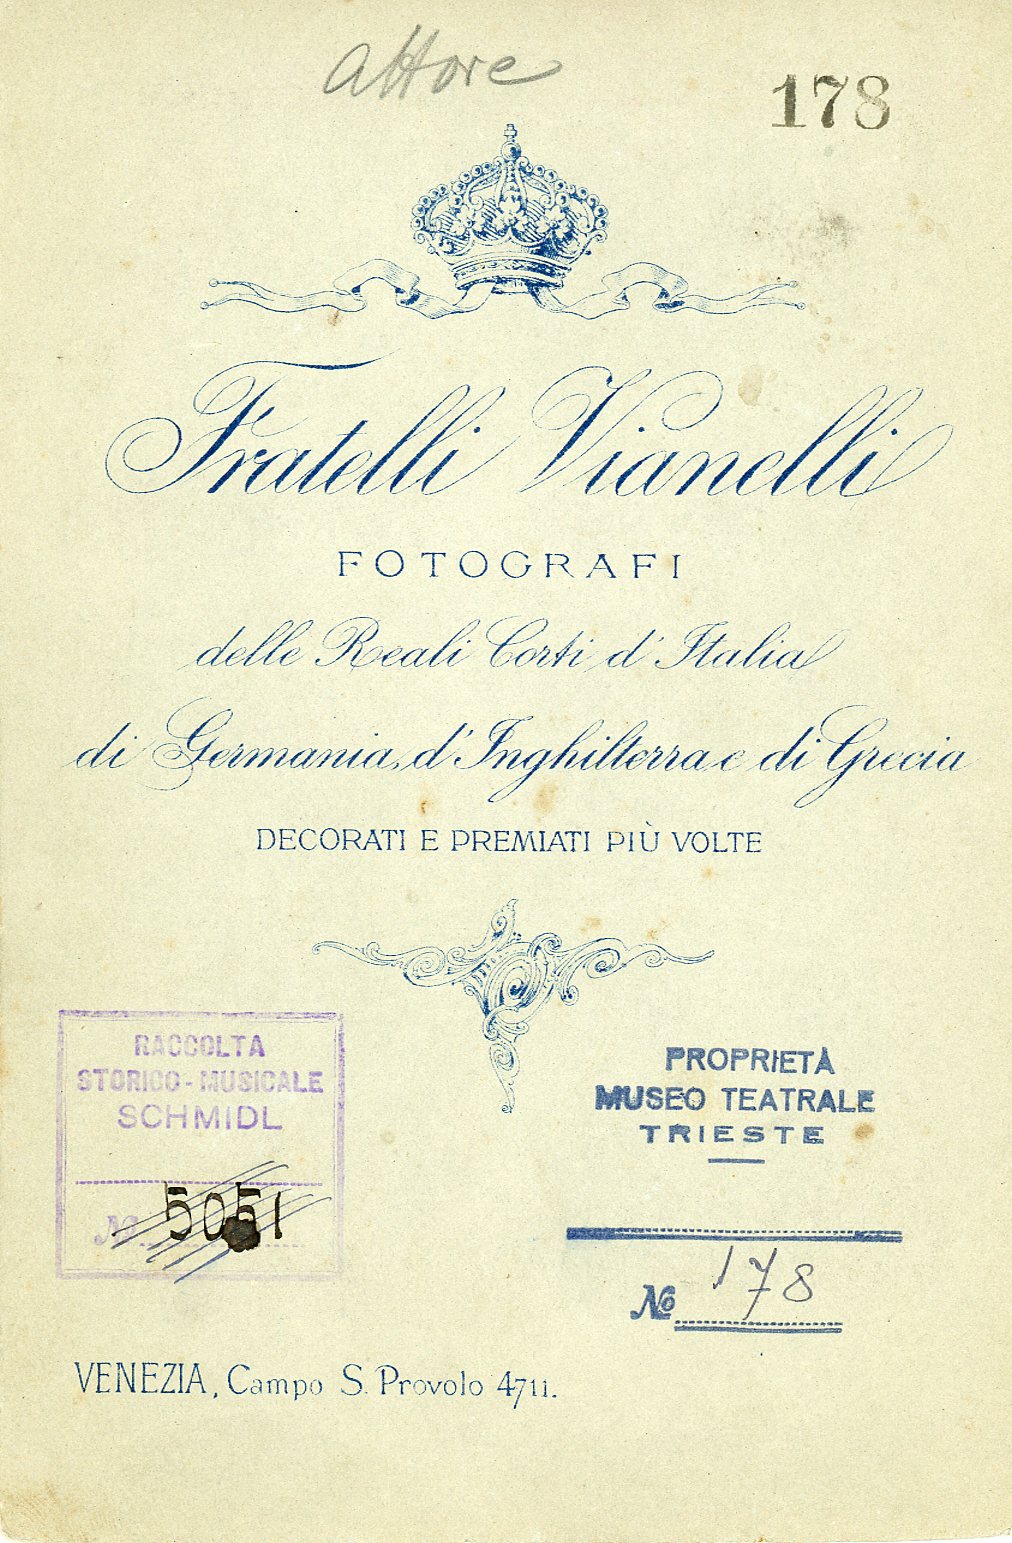 attore
178
Fratelli Vianelli
FOTOGRAFI
delle Reali Corti d'Italia
di Germania, d'Inghilterra e di Grecia
DECORATI E PREMIATI PIÙ VOLTE
RACCOLTA
STORICO-MUSICALE
SCHMIDL
No 5051
PROPRIETÀ
MUSEO TEATRALE
TRIESTE
No 178
VENEZIA, Campo S. Provolo 4711.